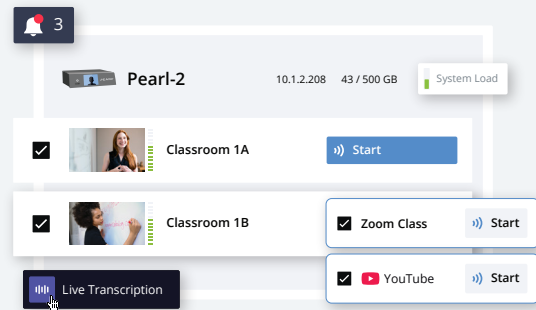 3
Pearl-2 10.1.2.208 43 / 500 GB System Load
Classroom 1A Start
Classroom 1B
Zoom Class Start
YouTube Start
Live Transcription